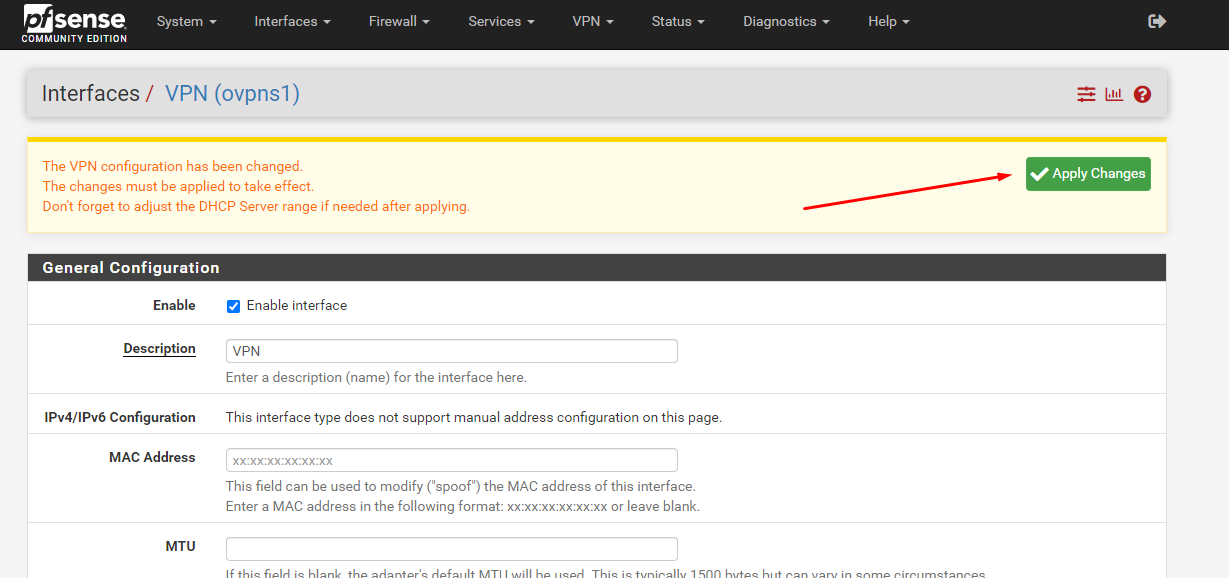 pfsense
COMMUNITY EDITION
System
Interfaces
Firewall
Services
VPN
Status
Diagnostics
Help
Interfaces / VPN (ovpns1)
The VPN configuration has been changed.
The changes must be applied to take effect.
Don't forget to adjust the DHCP Server range if needed after applying.
Apply Changes
General Configuration
Enable
Enable interface
Description
VPN
Enter a description (name) for the interface here.
IPv4/IPv6 Configuration
This interface type does not support manual address configuration on this page.
MAC Address
xx:xx:xx:xx:xx:xx
This field can be used to modify ("spoof") the MAC address of this interface.
Enter a MAC address in the following format: xx:xx:xx:xx:xx:xx or leave blank.
MTU
If this field is blank, the adapter's default MTU will be used. This is typically 1500 bytes but can vary in some circumstances.